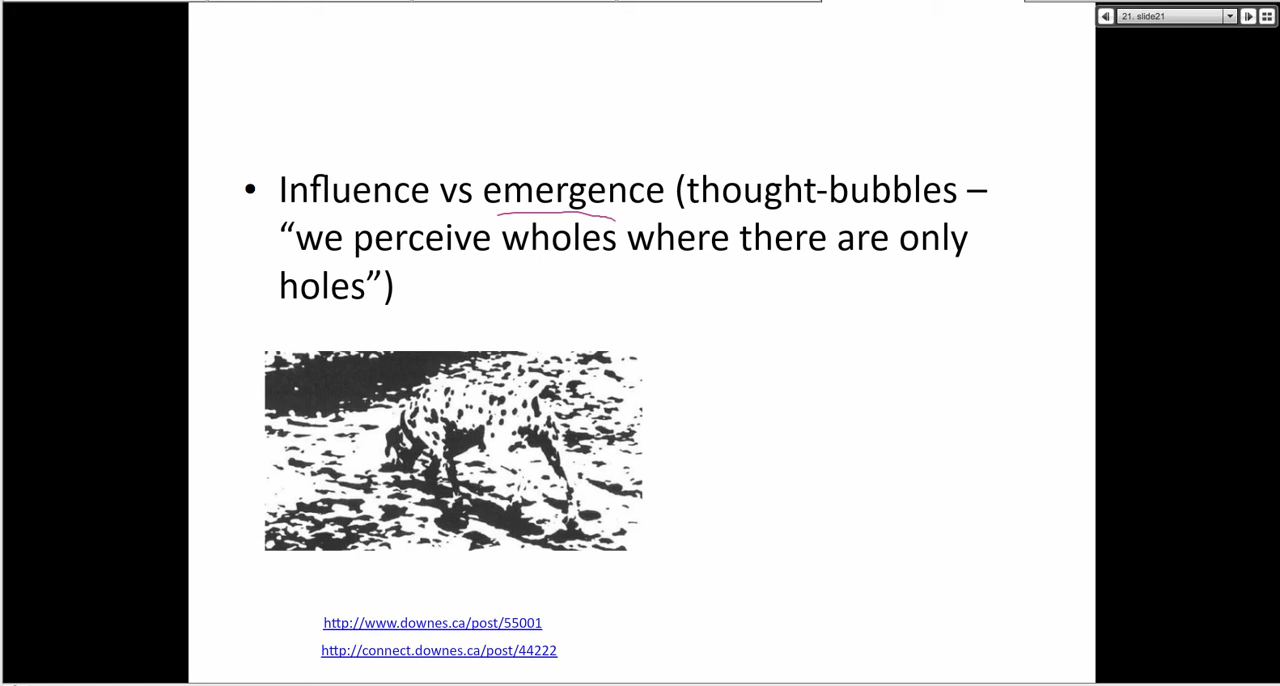 21. slide21
• Influence vs emergence (thought-bubbles –
“we perceive wholes where there are only
holes”)
http://www.downes.ca/post/55001
http://connect.downes.ca/post/44222